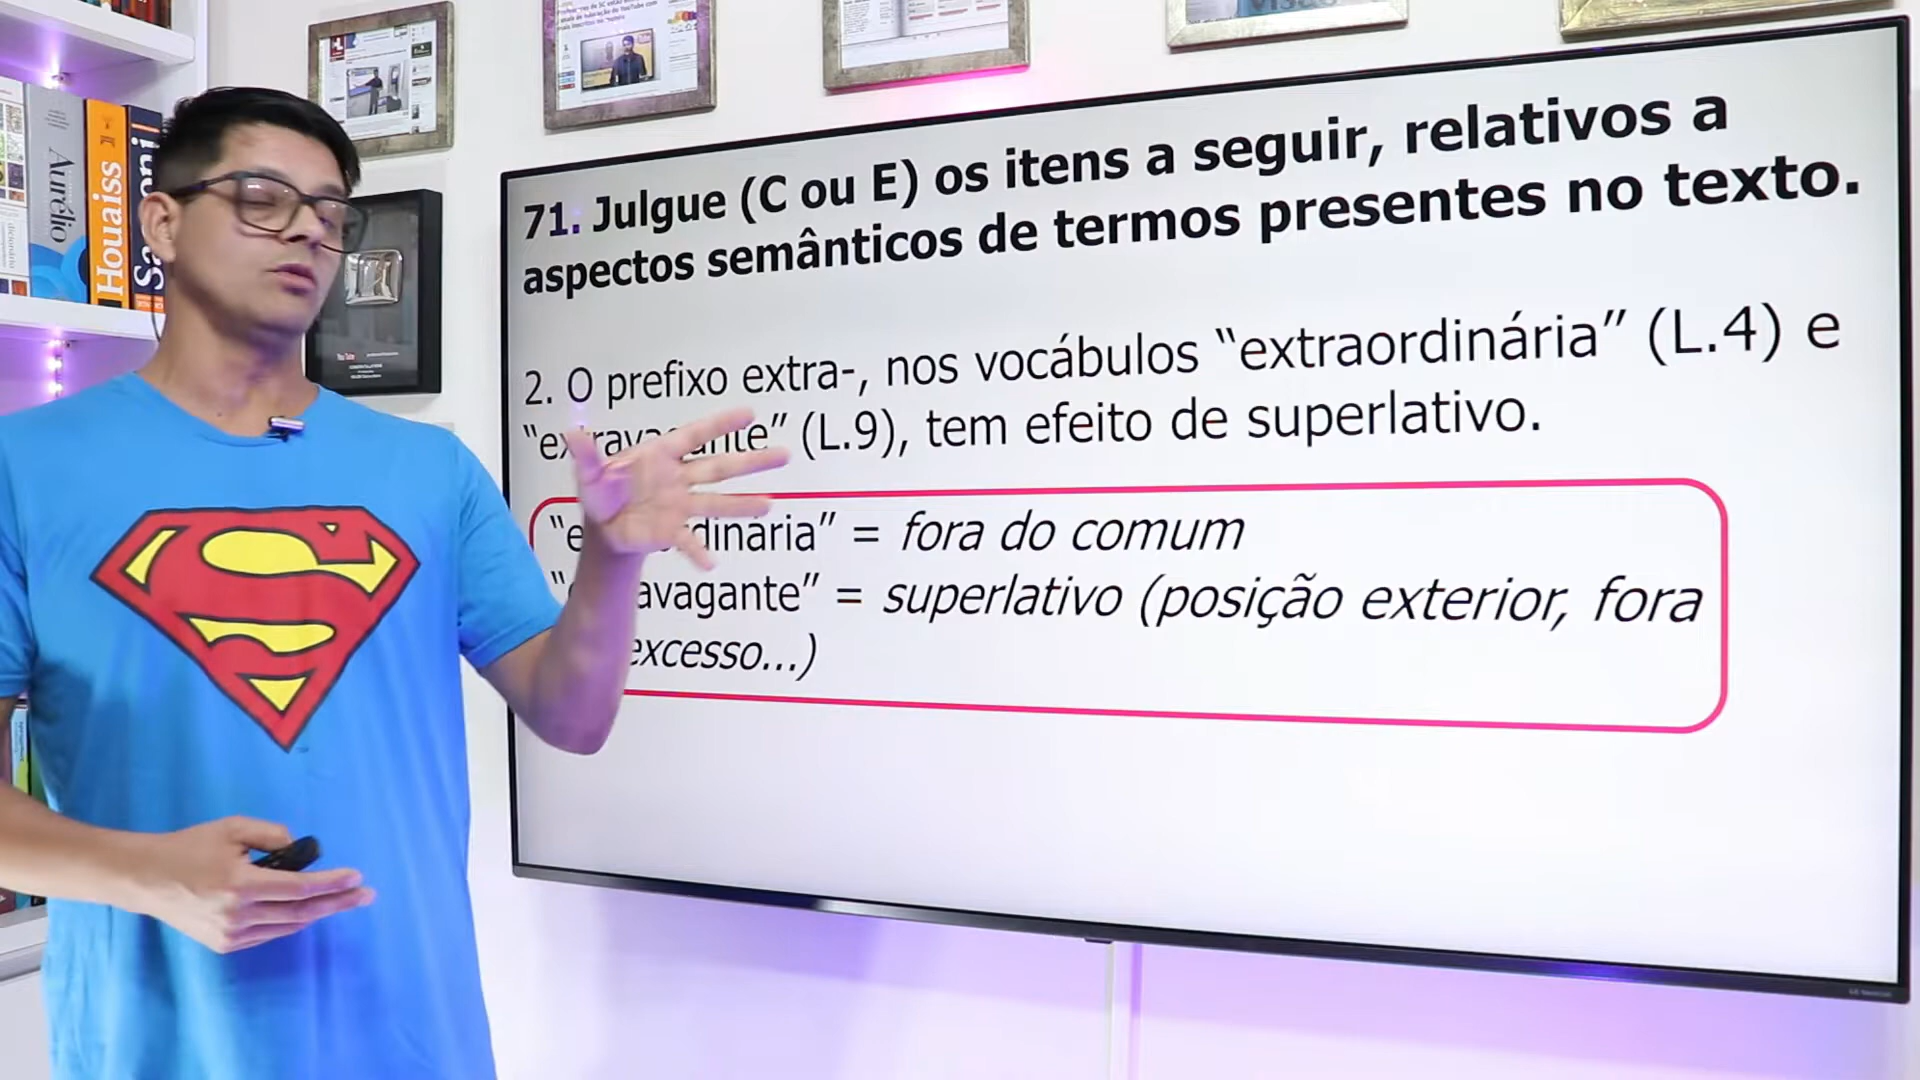 71. Julgue (C ou E) os itens a seguir, relativos a
aspectos semânticos de termos presentes no texto.
2. O prefixo extra-, nos vocábulos “extraordinária” (L.4) e
(L.9), tem efeito de superlativo.
= fora do comum
= superlativo (posição exterior, fora
excesso...)
Aurélio
Houaiss